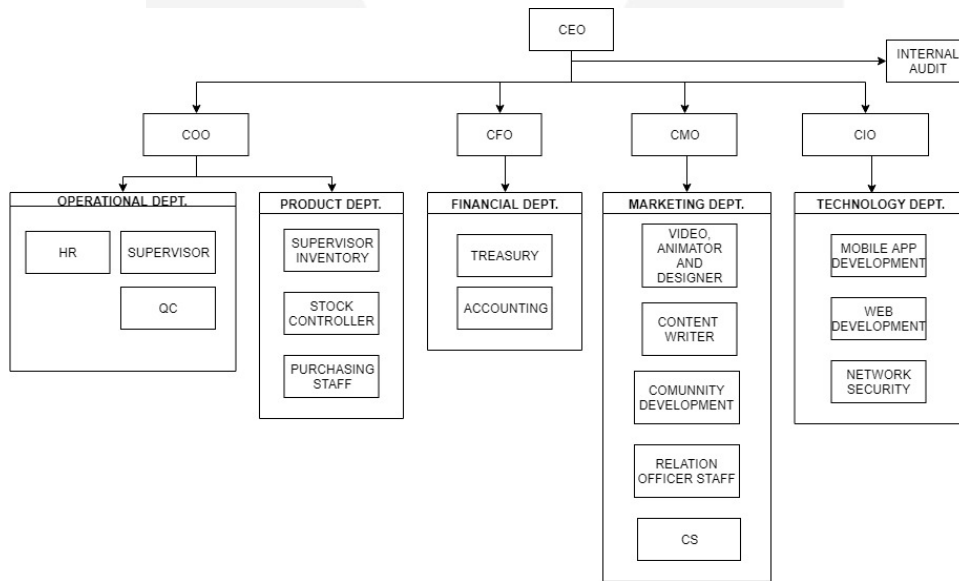 CEO
INTERNAL
AUDIT
COO
CFO
CMO
CIO
OPERATIONAL DEPT.
HR
SUPERVISOR
QC
PRODUCT DEPT.
SUPERVISOR
INVENTORY
STOCK
CONTROLLER
PURCHASING
STAFF
FINANCIAL DEPT.
TREASURY
ACCOUNTING
MARKETING DEPT.
VIDEO,
ANIMATOR
AND
DESIGNER
CONTENT
WRITER
COMUNNITY
DEVELOPMENT
RELATION
OFFICER STAFF
CS
TECHNOLOGY DEPT.
MOBILE APP
DEVELOPMENT
WEB
DEVELOPMENT
NETWORK
SECURITY